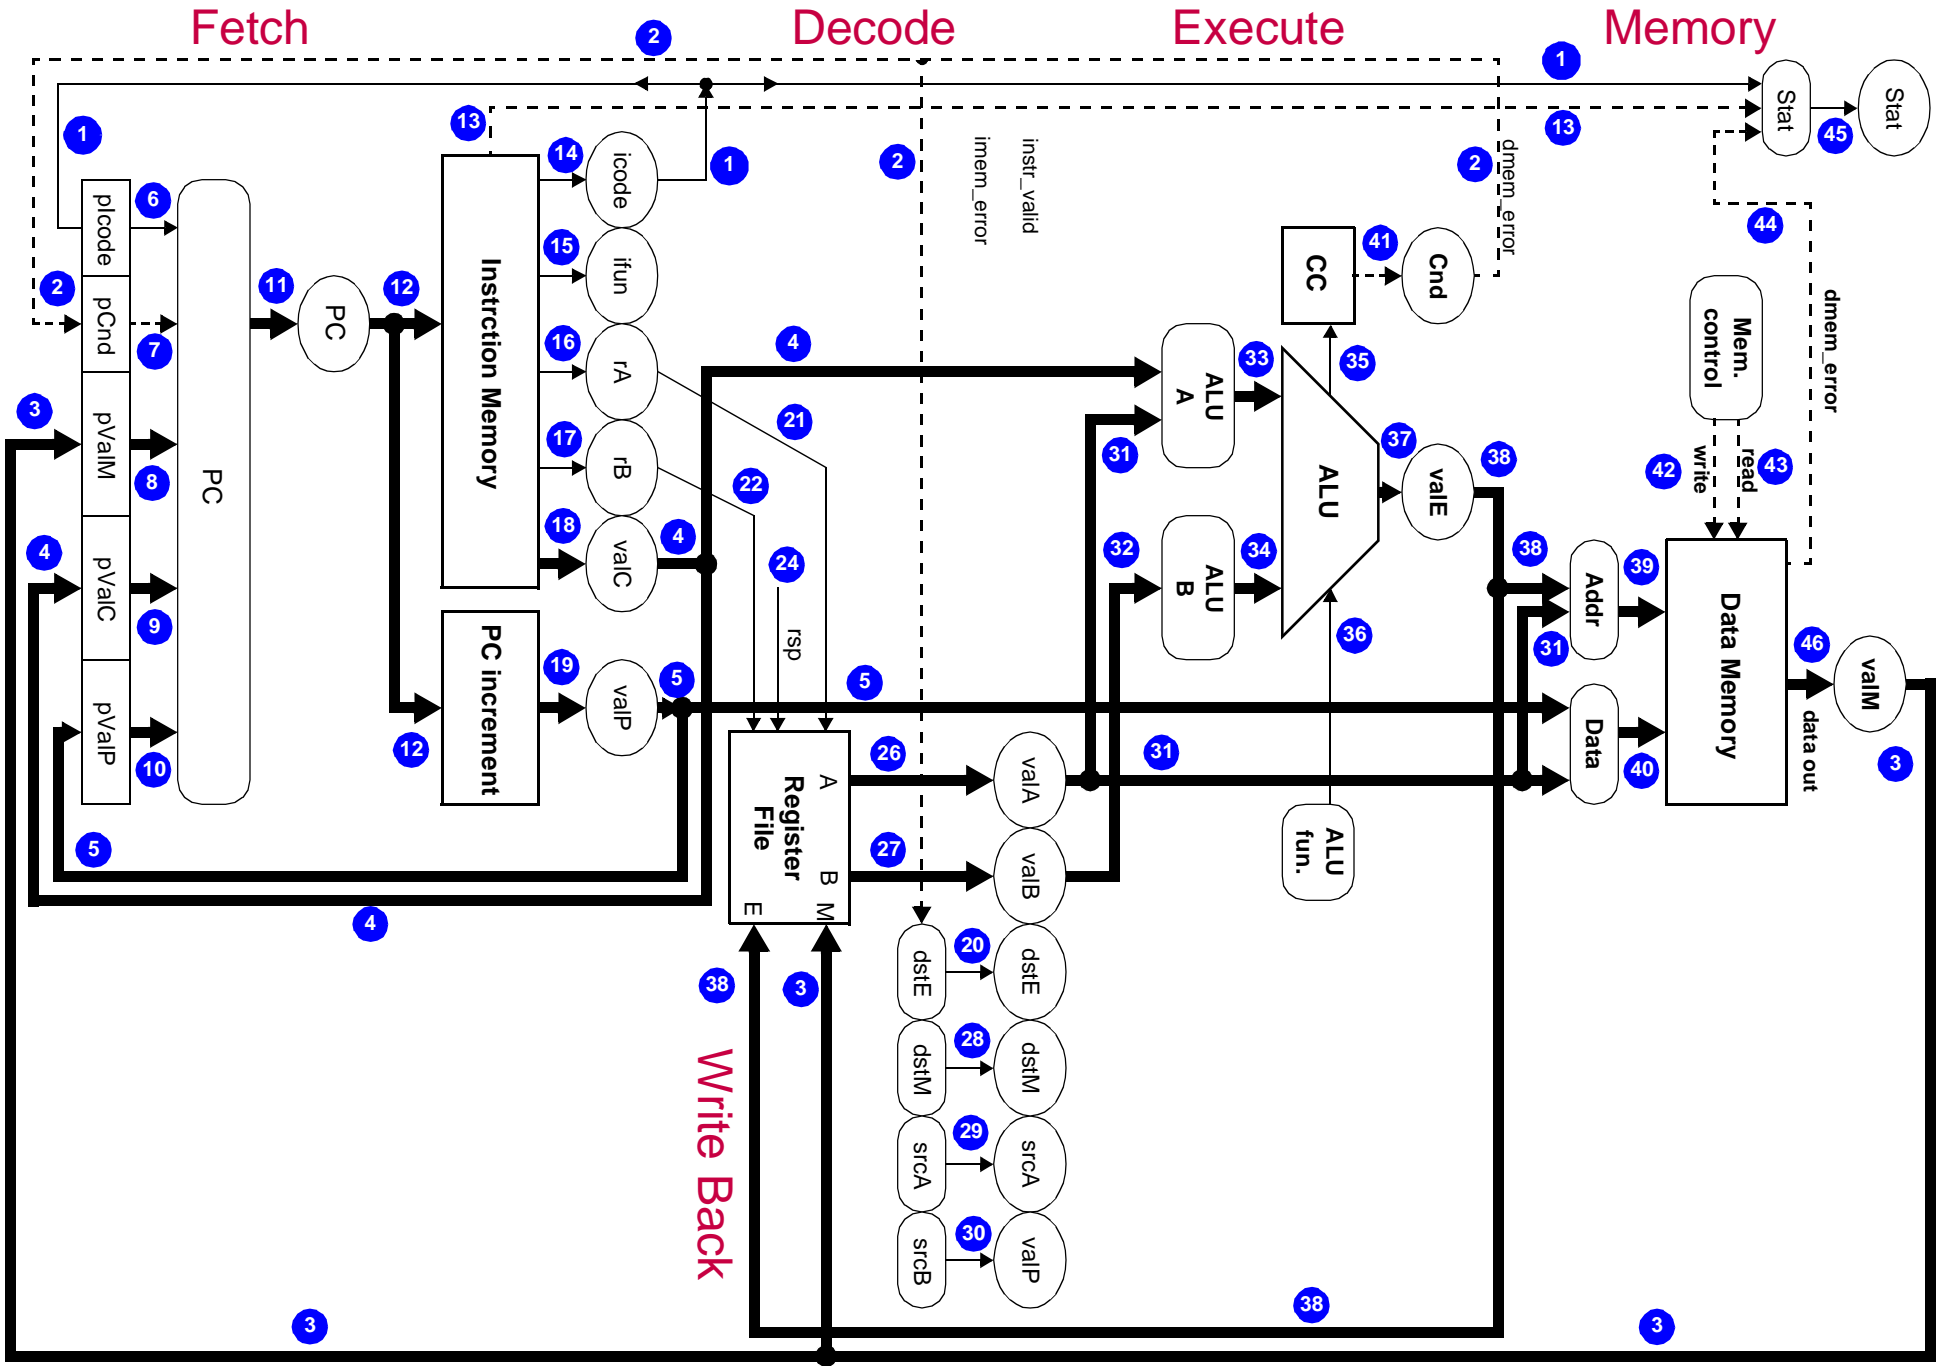 Fetch
Decode
Execute
Memory
2
1
Stat
Stat
45
13
13
1
14
icode
1
2
imem_error
instr_valid
2
dmem_error
44
pIcode
6
15
ifun
CC
41
Cnd
2
pCnd
7
11
PC
12
Instrction Memory
16
rA
4
ALU
A
33
35
Mem.
control
dmem_error
3
pValM
8
PC
17
rB
21
22
31
ALU
37
valE
38
42
write
read
43
4
pValC
9
18
valC
4
24
rsp
32
ALU
B
34
36
38
Addr
39
31
Data Memory
46
valM
pValP
10
12
PC increment
19
valP
5
5
26
valA
31
Data
40
data out
3
5
4
Register
File
A
B
E
M
27
valB
ALU
fun.
38
3
dstE
20
dstE
dstM
28
dstM
srcA
29
srcA
srcB
30
valP
Write Back
3
38
3